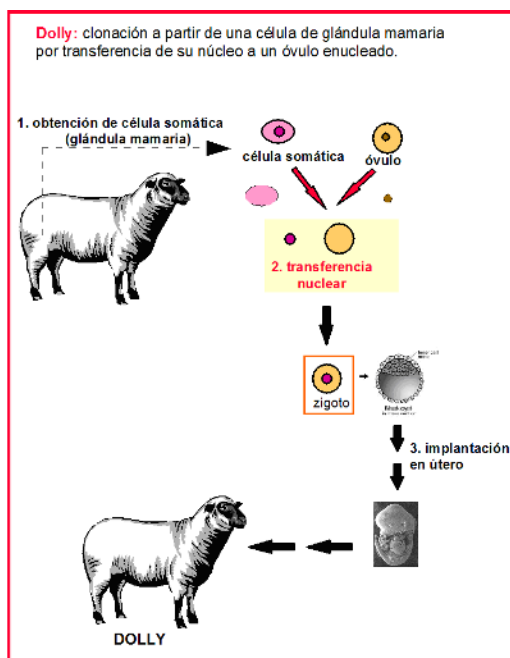 Dolly: clonación a partir de una célula de glándula mamaria
por transferencia de su núcleo a un óvulo enucleado.
1. obtención de célula somática
(glándula mamaria)
célula somática
óvulo
2. transferencia
nuclear
zigoto
3. implantación
en útero
DOLLY